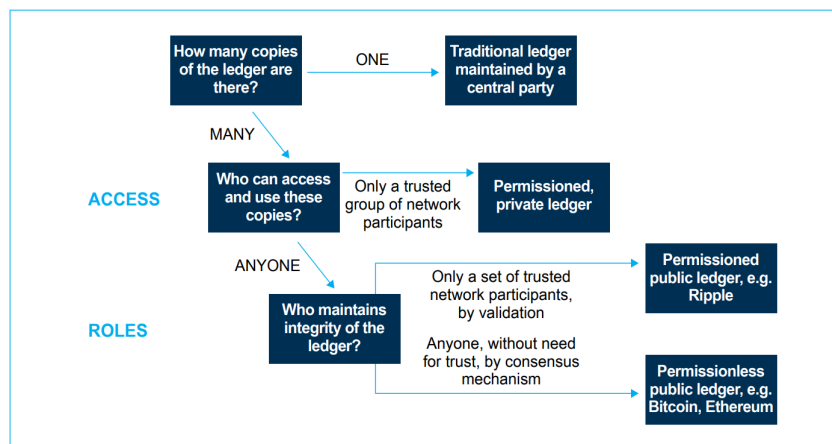 How many copies
of the ledger are
there?
ONE
Traditional ledger
maintained by a
central party
MANY
ACCESS
Who can access
and use these
copies?
Only a trusted
group of network
participants
Permissioned,
private ledger
ANYONE
ROLES
Who maintains
integrity of the
ledger?
Only a set of trusted
network participants,
by validation
Permissioned
public ledger, e.g.
Ripple
Anyone, without need
for trust, by consensus
mechanism
Permissionless
public ledger, e.g.
Bitcoin, Ethereum